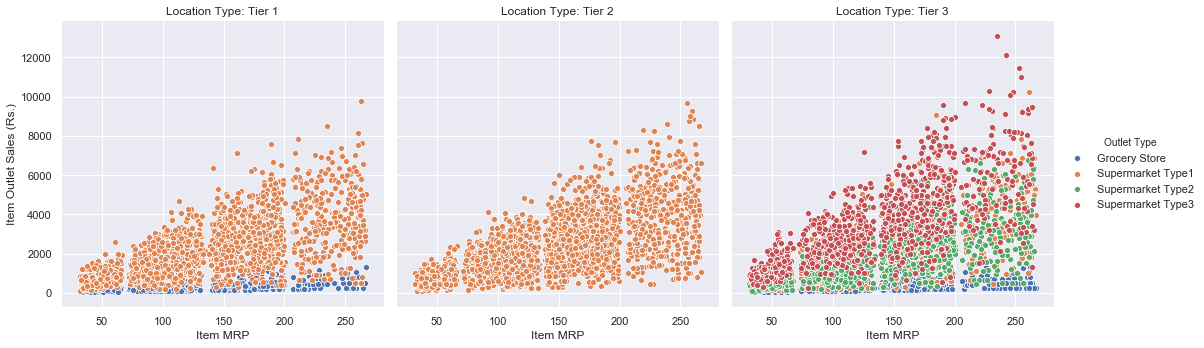 Location Type: Tier 1
Location Type: Tier 2
Location Type: Tier 3
Item Outlet Sales (Rs.)
12000
10000
8000
6000
4000
2000
0
50 100 150 200 250
50 100 150 200 250
50 100 150 200 250
Item MRP
Item MRP
Item MRP
Outlet Type
Grocery Store
Supermarket Type1
Supermarket Type2
Supermarket Type3